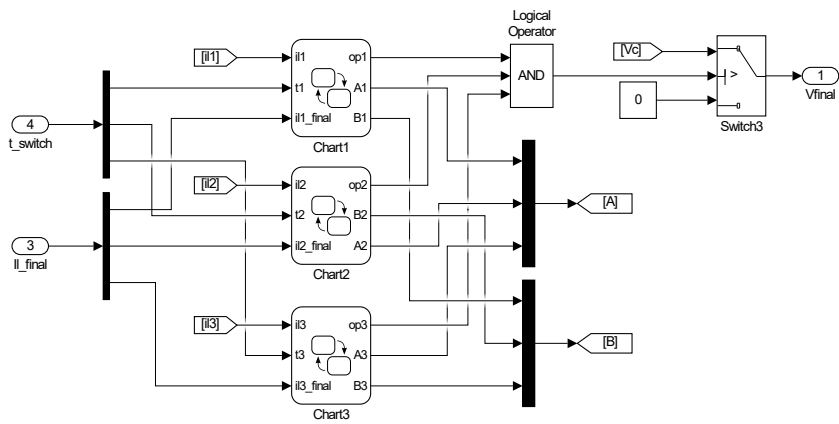 Logical
Operator
[il1]
il1
op1
[Vc]
AND
>
1
Vfinal
t1
A1
0
4
t_switch
il1_final
B1
Switch3
Chart1
[il2]
il2
op2
[A]
t2
B2
3
Il_final
il2_final
A2
Chart2
[il3]
il3
op3
[B]
t3
A3
il3_final
B3
Chart3